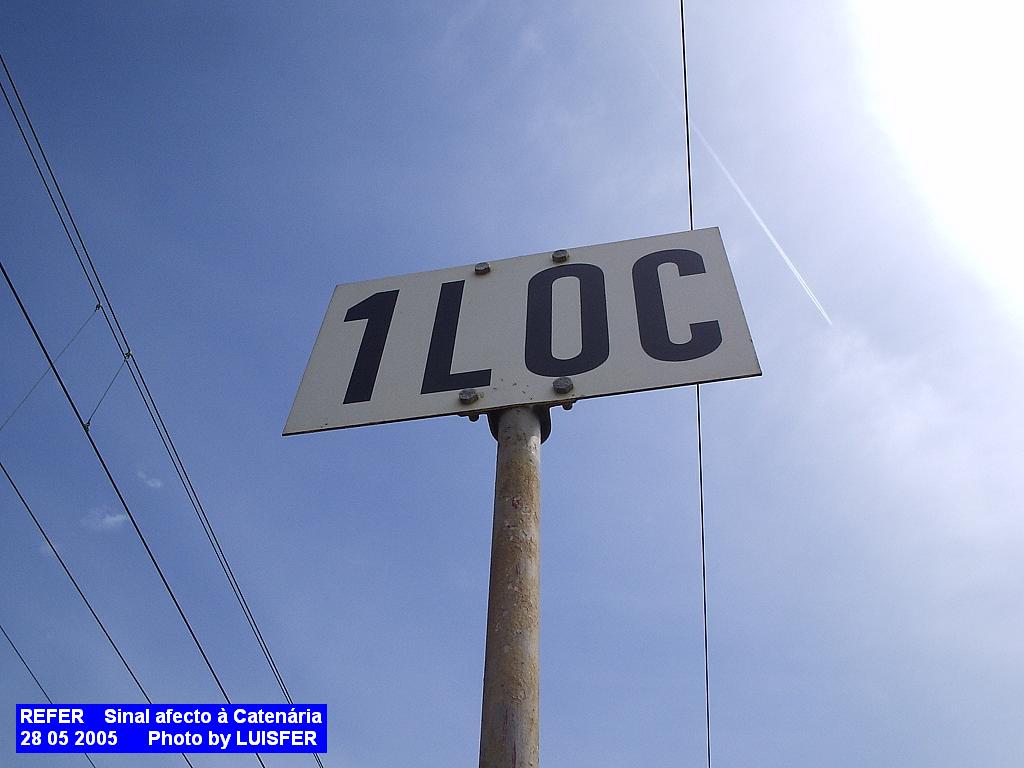 1LOC
REFER Sinal afecto à Catenária
28 05 2005 Photo by LUISFER